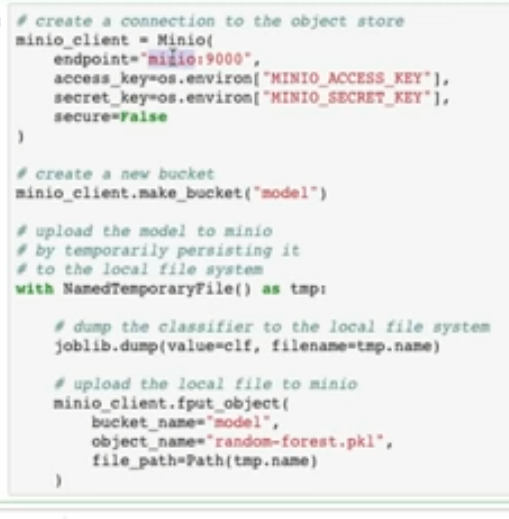 # create a connection to the object store
minio_client = Minio(
    endpoint="minio:9000",
    access_key=os.environ["MINIO_ACCESS_KEY"],
    secret_key=os.environ["MINIO_SECRET_KEY"],
    secure=False
)

# create a new bucket
minio_client.make_bucket("model")

# upload the model to minio
# by temporarily persisting it
# to the local file system
with NamedTemporaryFile() as tmp:

    # dump the classifier to the local file system
    joblib.dump(value=clf, filename=tmp.name)

    # upload the local file to minio
    minio_client.fput_object(
        bucket_name="model",
        object_name="random-forest.pkl",
        file_path=Path(tmp.name)
    )